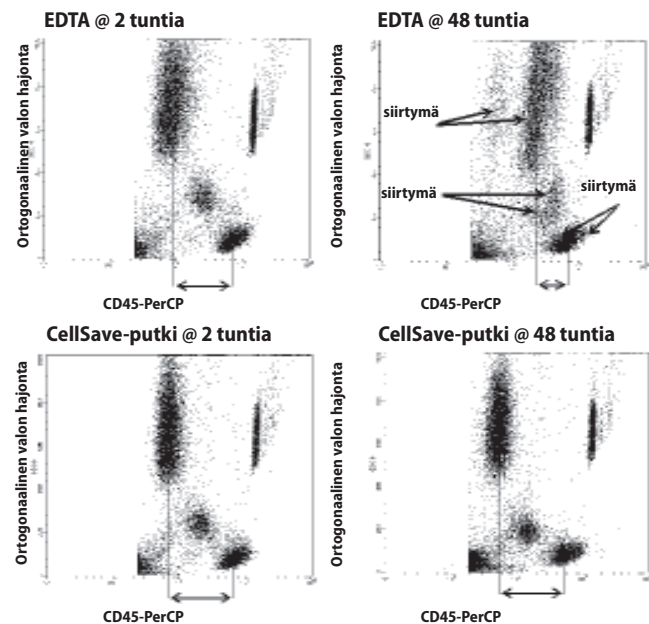 EDTA @ 2 tuntia
Ortogonaalinen valon hajonta
CD45-PerCP
EDTA @ 48 tuntia
Ortogonaalinen valon hajonta
siirtymä
siirtymä
siirtymä
CD45-PerCP
CellSave-putki @ 2 tuntia
Ortogonaalinen valon hajonta
CD45-PerCP
CellSave-putki @ 48 tuntia
Ortogonaalinen valon hajonta
CD45-PerCP